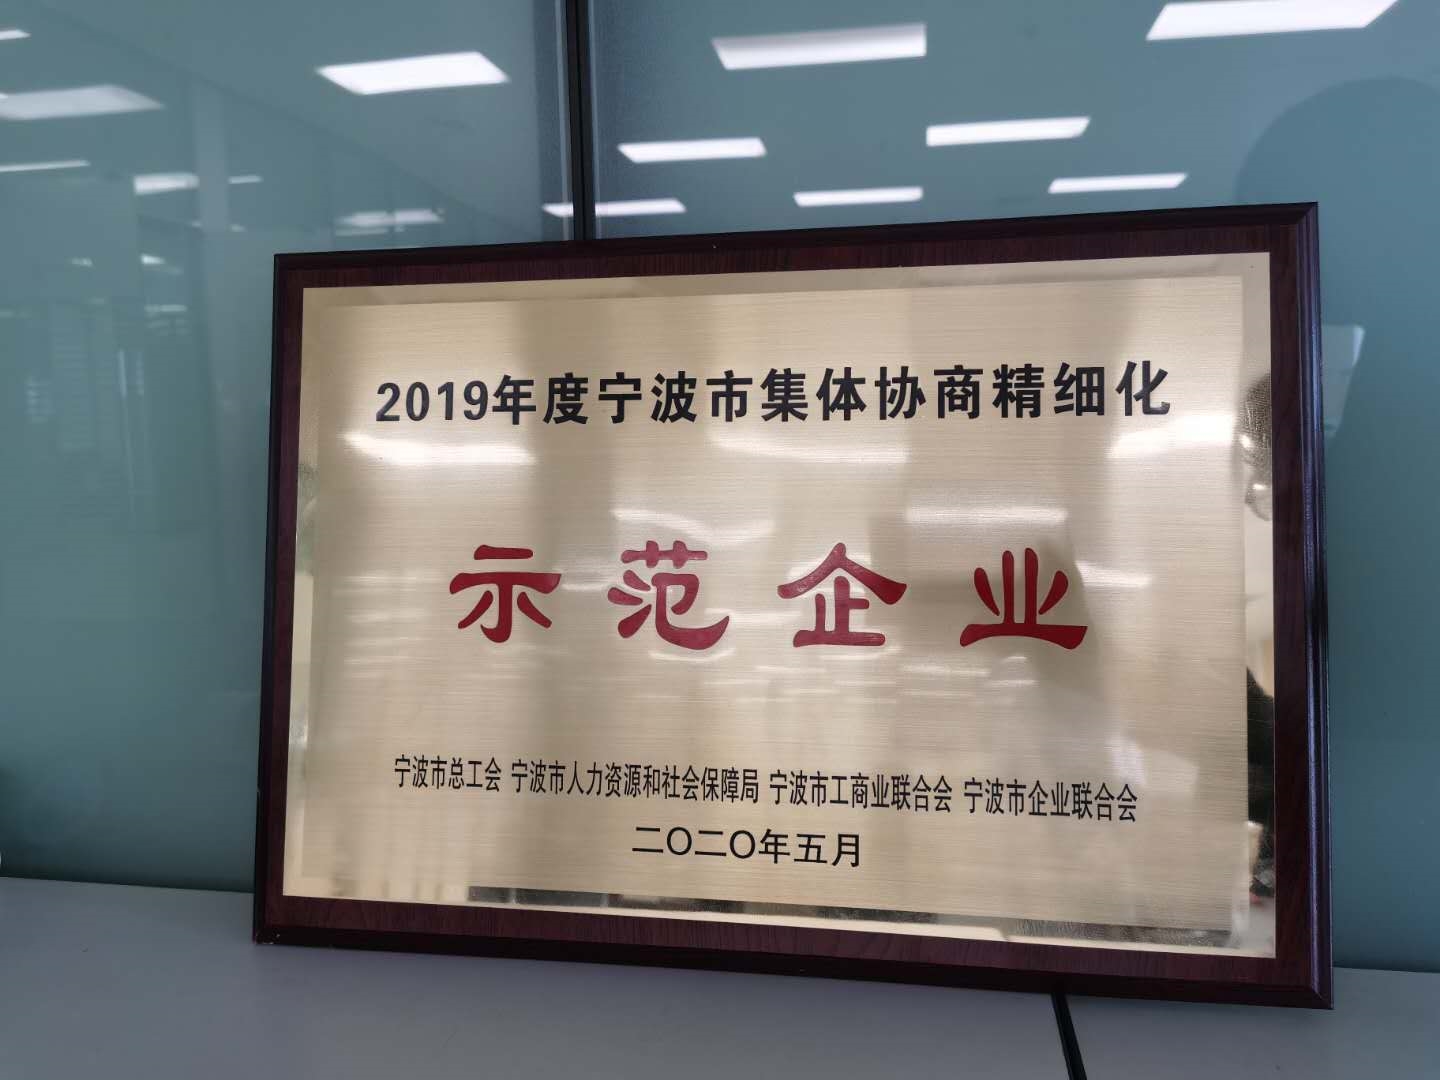 2019年度宁波市集体协商精细化
示范企业
宁波市总工会 宁波市人力资源和社会保障局 宁波市工商业联合会 宁波市企业联合会
二〇二〇年五月